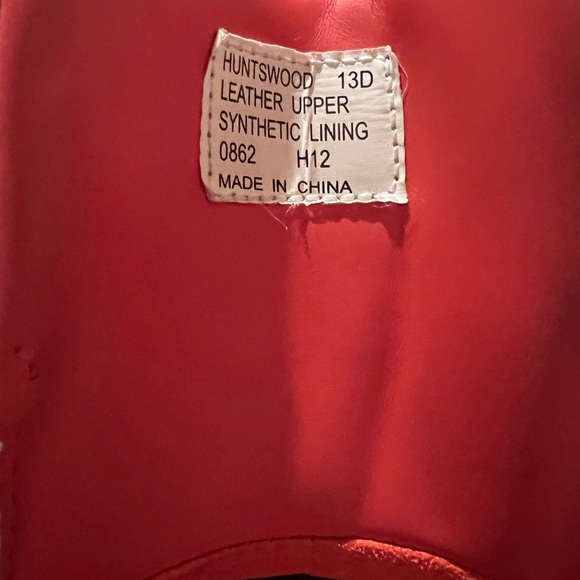 HUNTSWOOD 13D
LEATHER UPPER
SYNTHETIC LINING
0862 H12
MADE IN CHINA